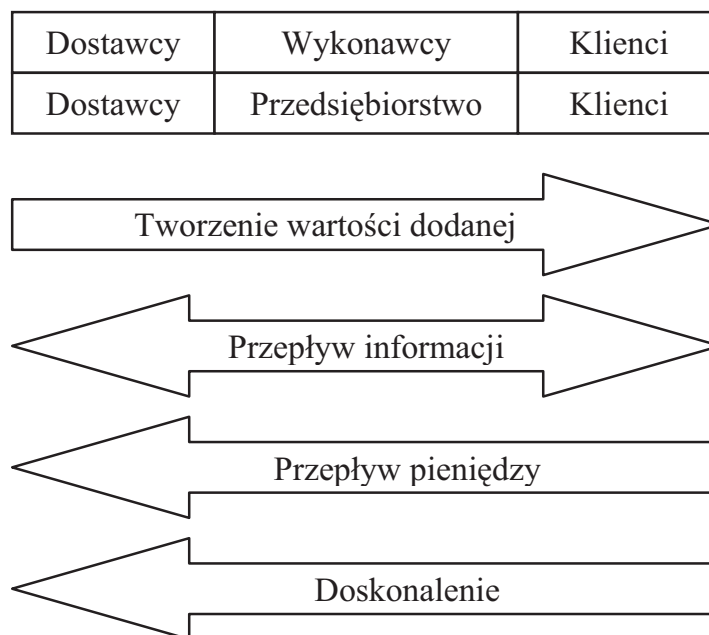 Dostawcy Wykonawcy Klienci
Dostawcy Przedsiębiorstwo Klienci
Tworzenie wartości dodanej
Przepływ informacji
Przepływ pieniędzy
Doskonalenie